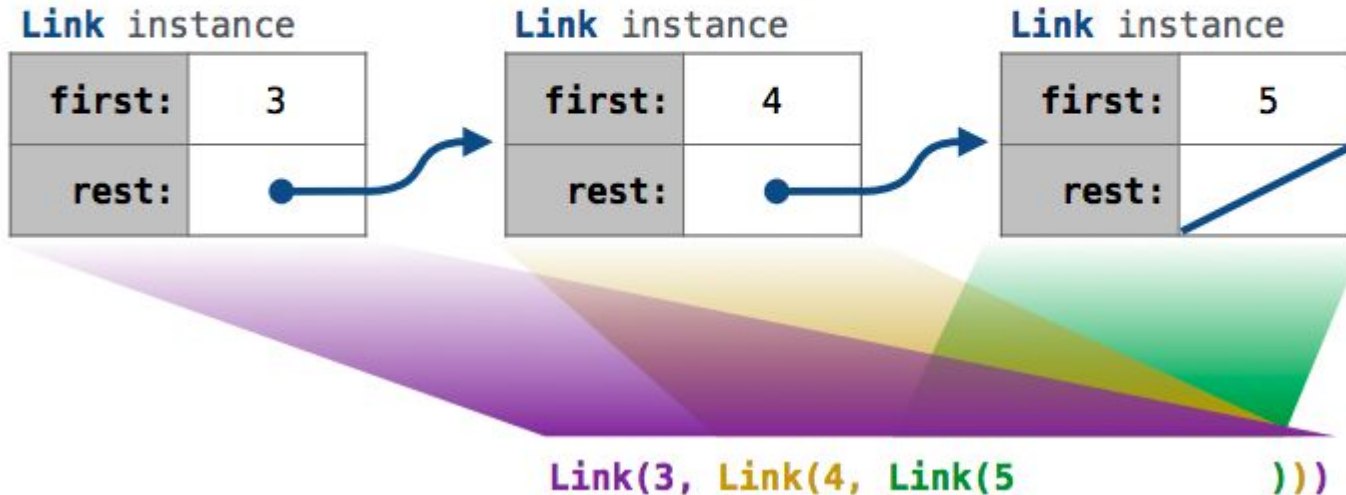 Link instance Link instance Link instance
first: 3 first: 4 first: 5
rest: rest: rest:
Link(3, Link(4, Link(5 )))